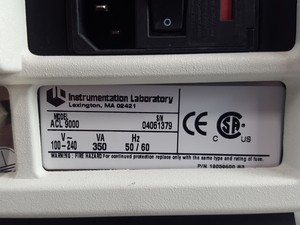 Instrumentation Laboratory
Lexington, MA 02421
MODEL S/N
ACL 9000 04061379
V~ VA Hz
100-240 350 50 / 60
CE
C US
WARNING : FIRE HAZARD For continued protection replace only with the same type and rating of fuse.
P/N